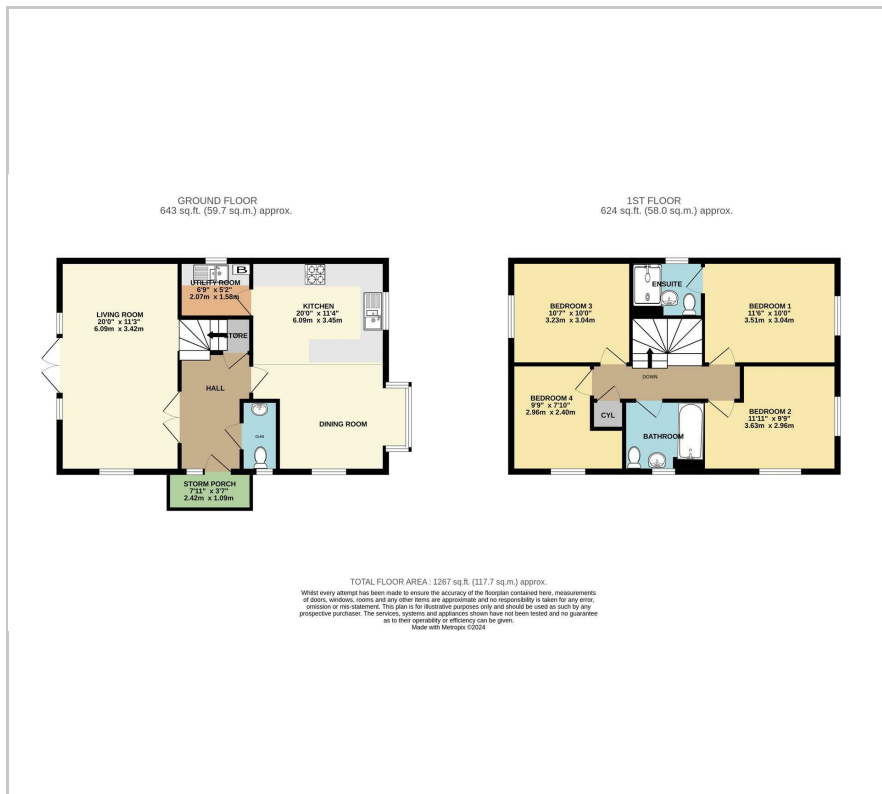 GROUND FLOOR
643 sq.ft. (59.7 sq.m.) approx.
LIVING ROOM
20'0" x 11'3"
6.09m x 3.42m
UTILITY ROOM
6'9" x 5'2"
2.07m x 1.58m
B
KITCHEN
20'0" x 11'4"
6.09m x 3.45m
STORE
HALL
CLKS
DINING ROOM
STORM PORCH
7'11" x 3'7"
2.42m x 1.09m
1ST FLOOR
624 sq.ft. (58.0 sq.m.) approx.
BEDROOM 3
10'7" x 10'0"
3.23m x 3.04m
ENSUITE
BEDROOM 1
11'6" x 10'0"
3.51m x 3.04m
DOWN
BEDROOM 4
9'9" x 7'10"
2.96m x 2.40m
CYL
BATHROOM
BEDROOM 2
11'11" x 9'9"
3.63m x 2.96m
TOTAL FLOOR AREA : 1267 sq.ft. (117.7 sq.m.) approx.
Whilst every attempt has been made to ensure the accuracy of the floorplan contained here, measurements
of doors, windows, rooms and any other items are approximate and no responsibility is taken for any error,
omission or mis-statement. This plan is for illustrative purposes only and should be used as such by any
prospective purchaser. The services, systems and appliances shown have not been tested and no guarantee
as to their operability or efficiency can be given.
Made with Metropix ©2024